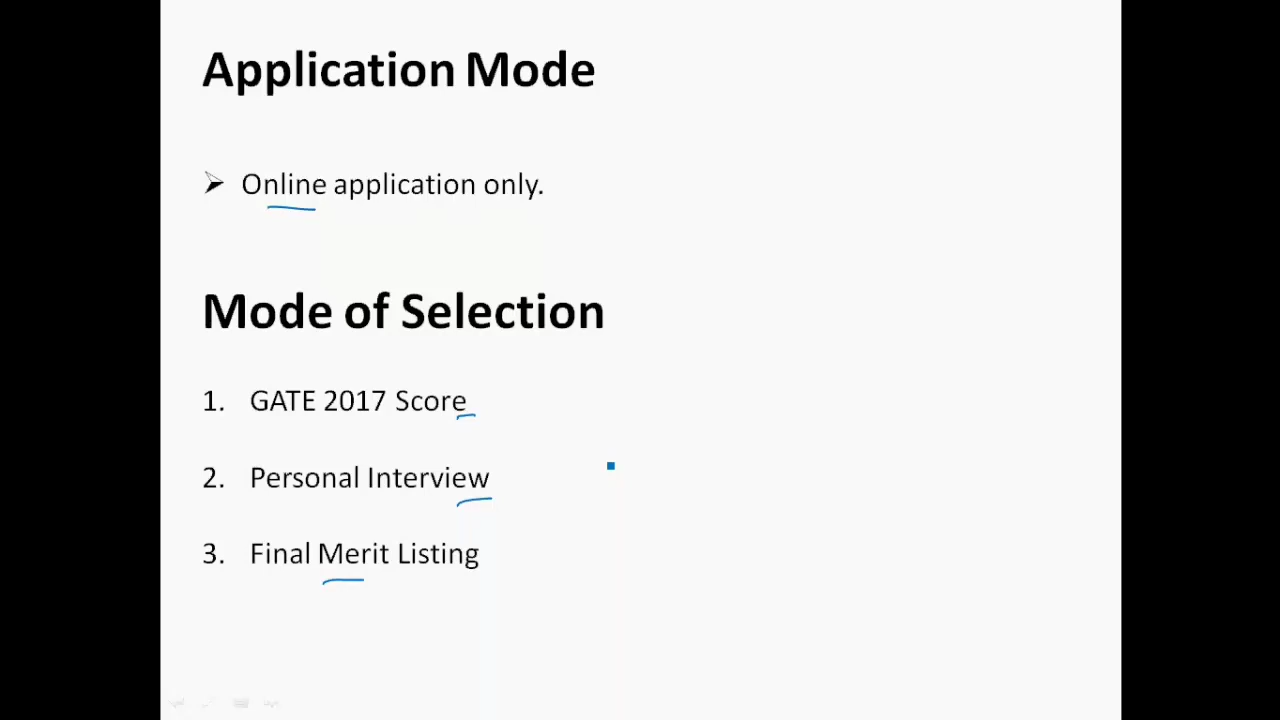 Application Mode
Online application only.
Mode of Selection
1. GATE 2017 Score
2. Personal Interview
3. Final Merit Listing